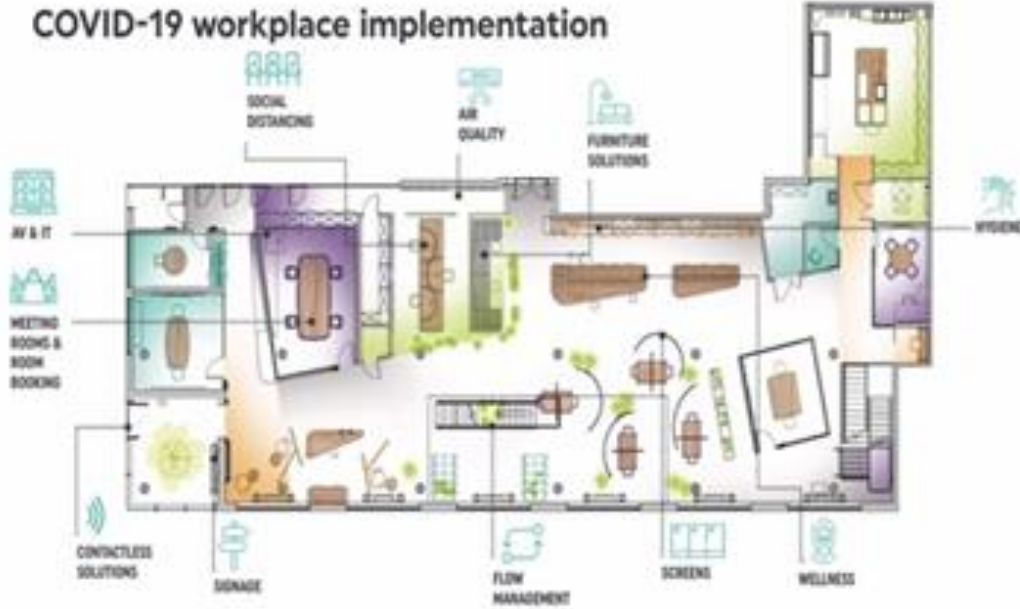 COVID-19 workplace implementation
SOCIAL
DISTANCING
AIR
QUALITY
FURNITURE
SOLUTIONS
AV & IT
HYGIENE
MEETING
ROOMS &
ROOM
BOOKING
CONTACTLESS
SOLUTIONS
SIGNAGE
FLOW
MANAGEMENT
SCREENS
WELLNESS